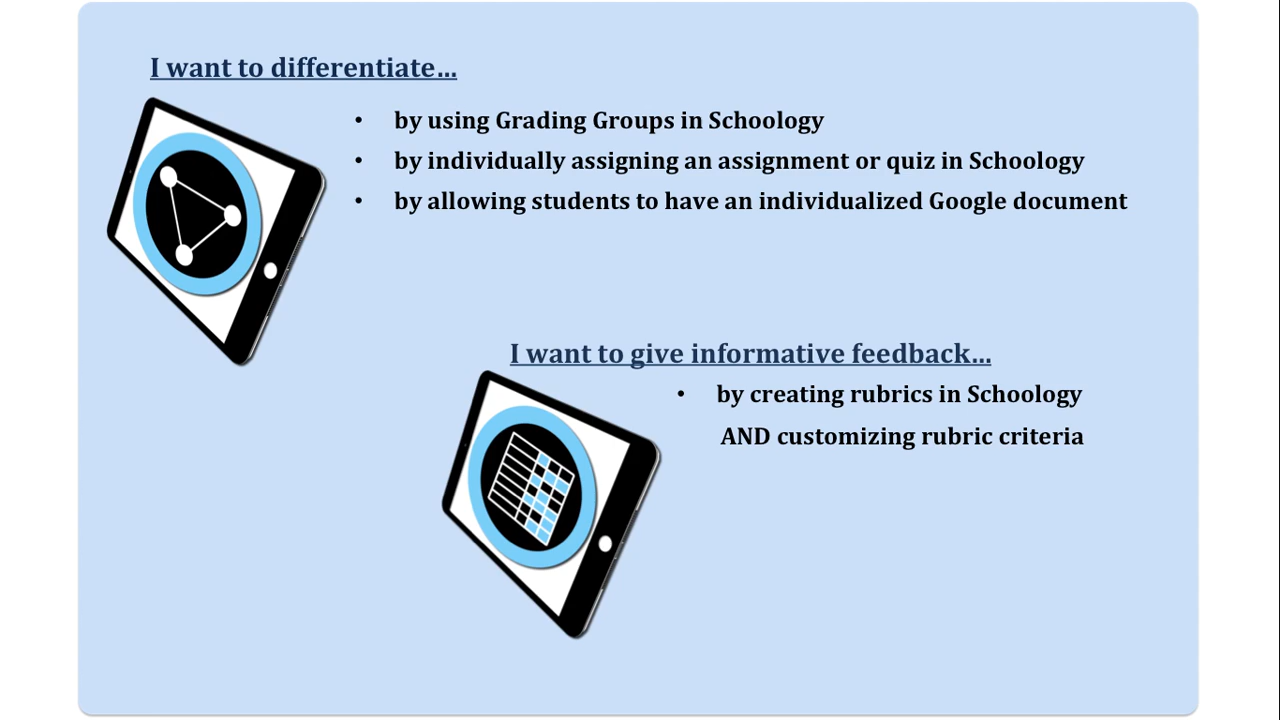 I want to differentiate...
• by using Grading Groups in Schoology
• by individually assigning an assignment or quiz in Schoology
• by allowing students to have an individualized Google document
I want to give informative feedback...
• by creating rubrics in Schoology
AND customizing rubric criteria